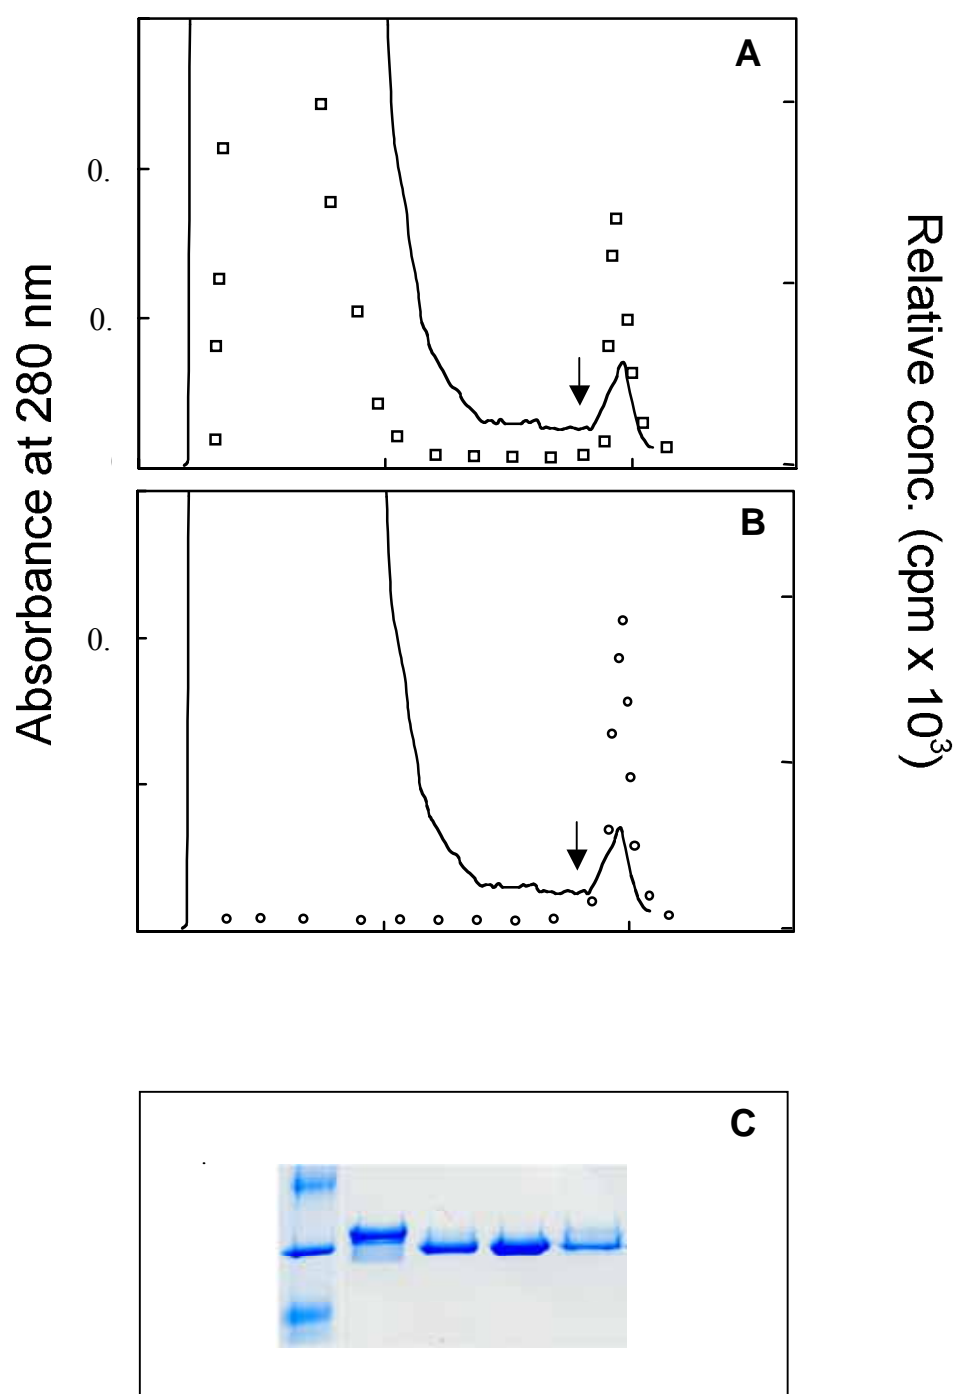 A
0.
0.
Absorbance at 280 nm
Relative conc. (cpm x 10³)
B
0.
C